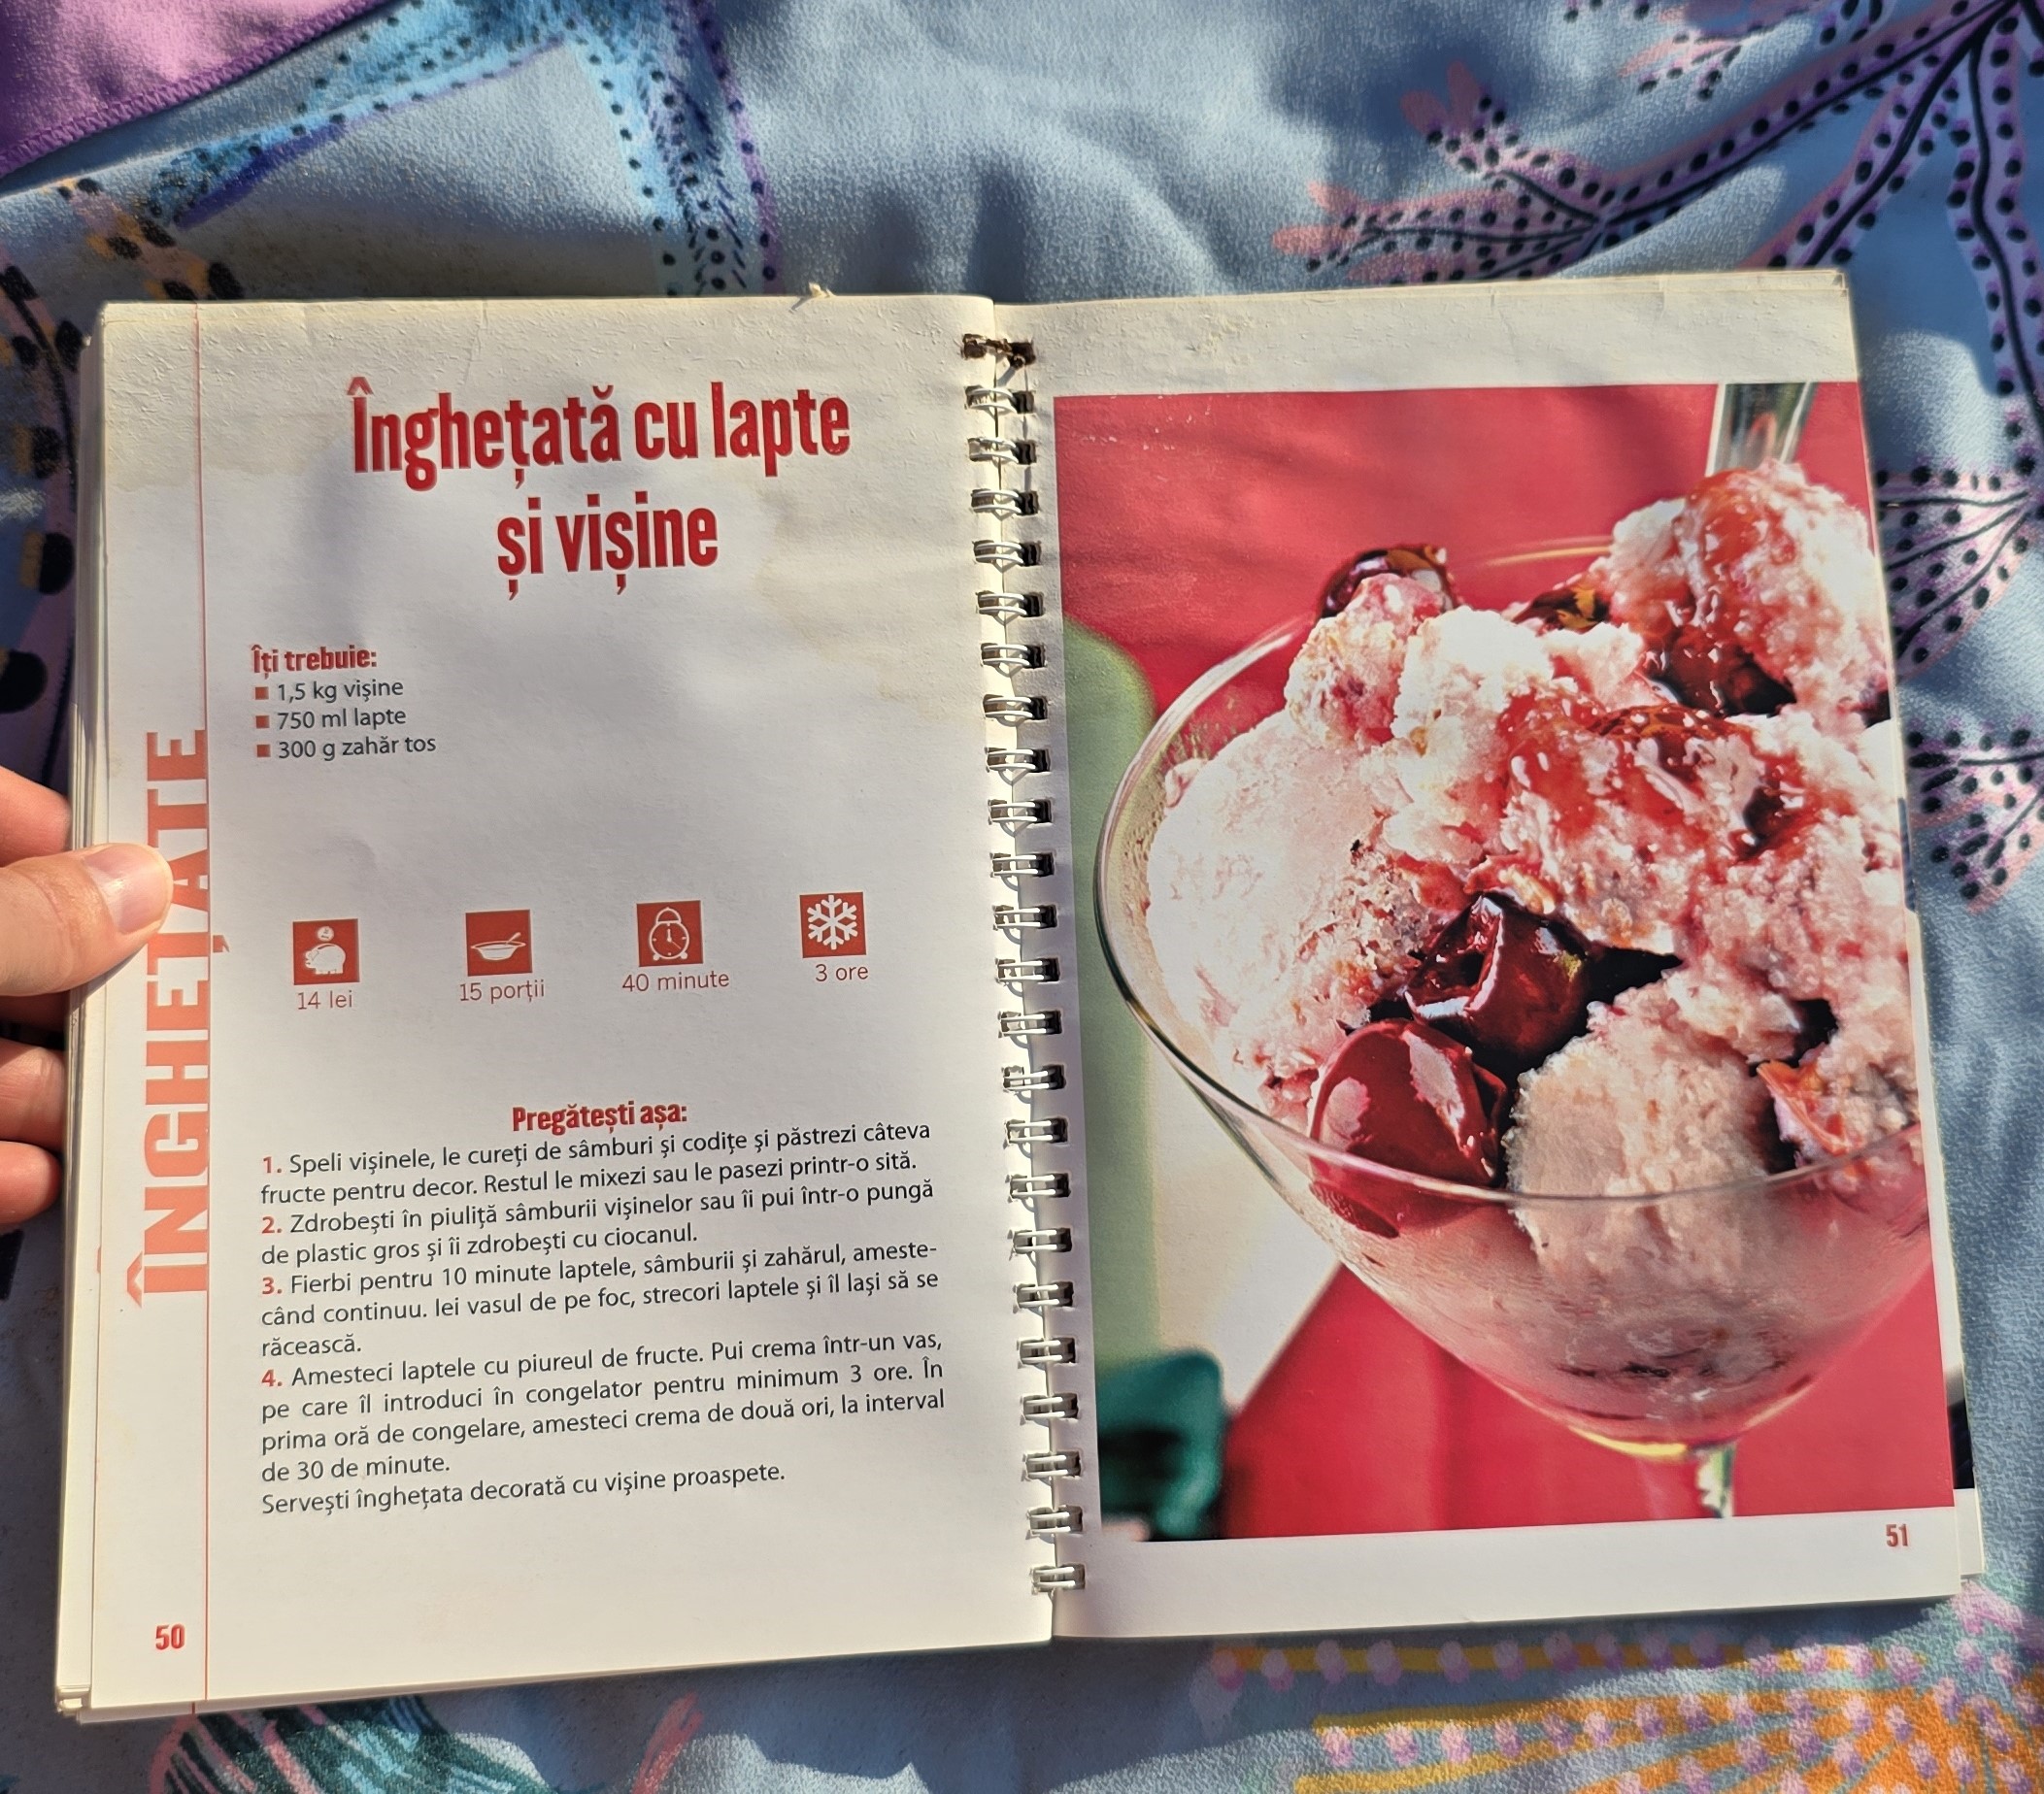 Înghețată cu lapte
și vișine
Îți trebuie:
■ 1,5 kg vișine
■ 750 ml lapte
■ 300 g zahăr tos
ÎNGHEȚATE
14 lei
15 porții
40 minute
3 ore
Pregătești așa:
1. Speli vișinele, le cureți de sâmburi și codițe și păstrezi câteva
fructe pentru decor. Restul le mixezi sau le pasezi printr-o sită.
2. Zdrobești în piuliță sâmburii vișinelor sau îi pui într-o pungă
de plastic gros și îi zdrobești cu ciocanul.
3. Fierbi pentru 10 minute laptele, sâmburii și zahărul, ameste-
când continuu. Iei vasul de pe foc, strecori laptele și îl lași să se
răcească.
4. Amesteci laptele cu piureul de fructe. Pui crema într-un vas,
pe care îl introduci în congelator pentru minimum 3 ore. În
prima oră de congelare, amesteci crema de două ori, la interval
de 30 de minute.
Servești înghețata decorată cu vișine proaspete.
50
51